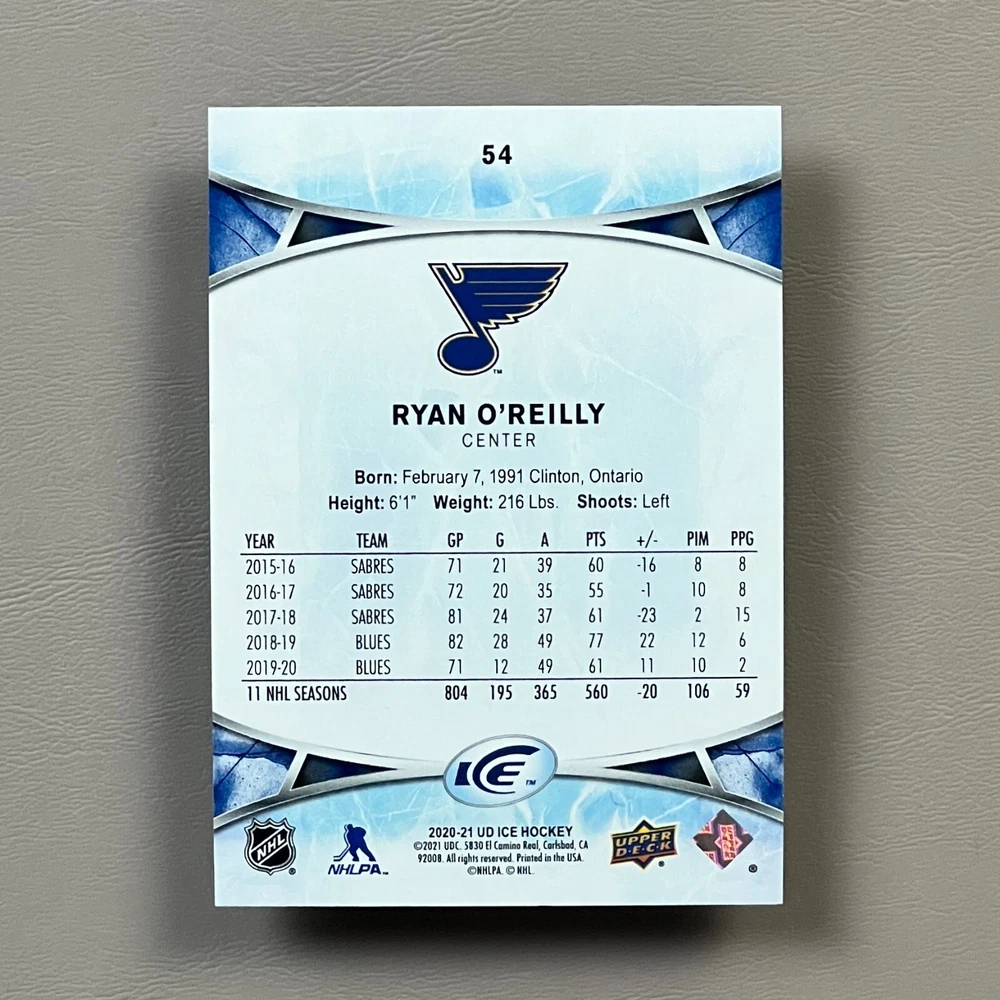 54
TM
RYAN O'REILLY
CENTER
Born: February 7, 1991 Clinton, Ontario
Height: 6'1" Weight: 216 Lbs. Shoots: Left
YEAR TEAM GP G A PTS +/- PIM PPG
2015-16 SABRES 71 21 39 60 -16 8 8
2016-17 SABRES 72 20 35 55 -1 10 8
2017-18 SABRES 81 24 37 61 -23 2 15
2018-19 BLUES 82 28 49 77 22 12 6
2019-20 BLUES 71 12 49 61 11 10 2
11 NHL SEASONS 804 195 365 560 -20 106 59
ICE TM
2020-21 UD ICE HOCKEY
©2021 UDC. 5830 El Camino Real, Carlsbad, CA
92008. All rights reserved. Printed in the USA.
©NHLPA. © NHL.
NHL ®
NHLPA TM
UPPER DECK ®
®